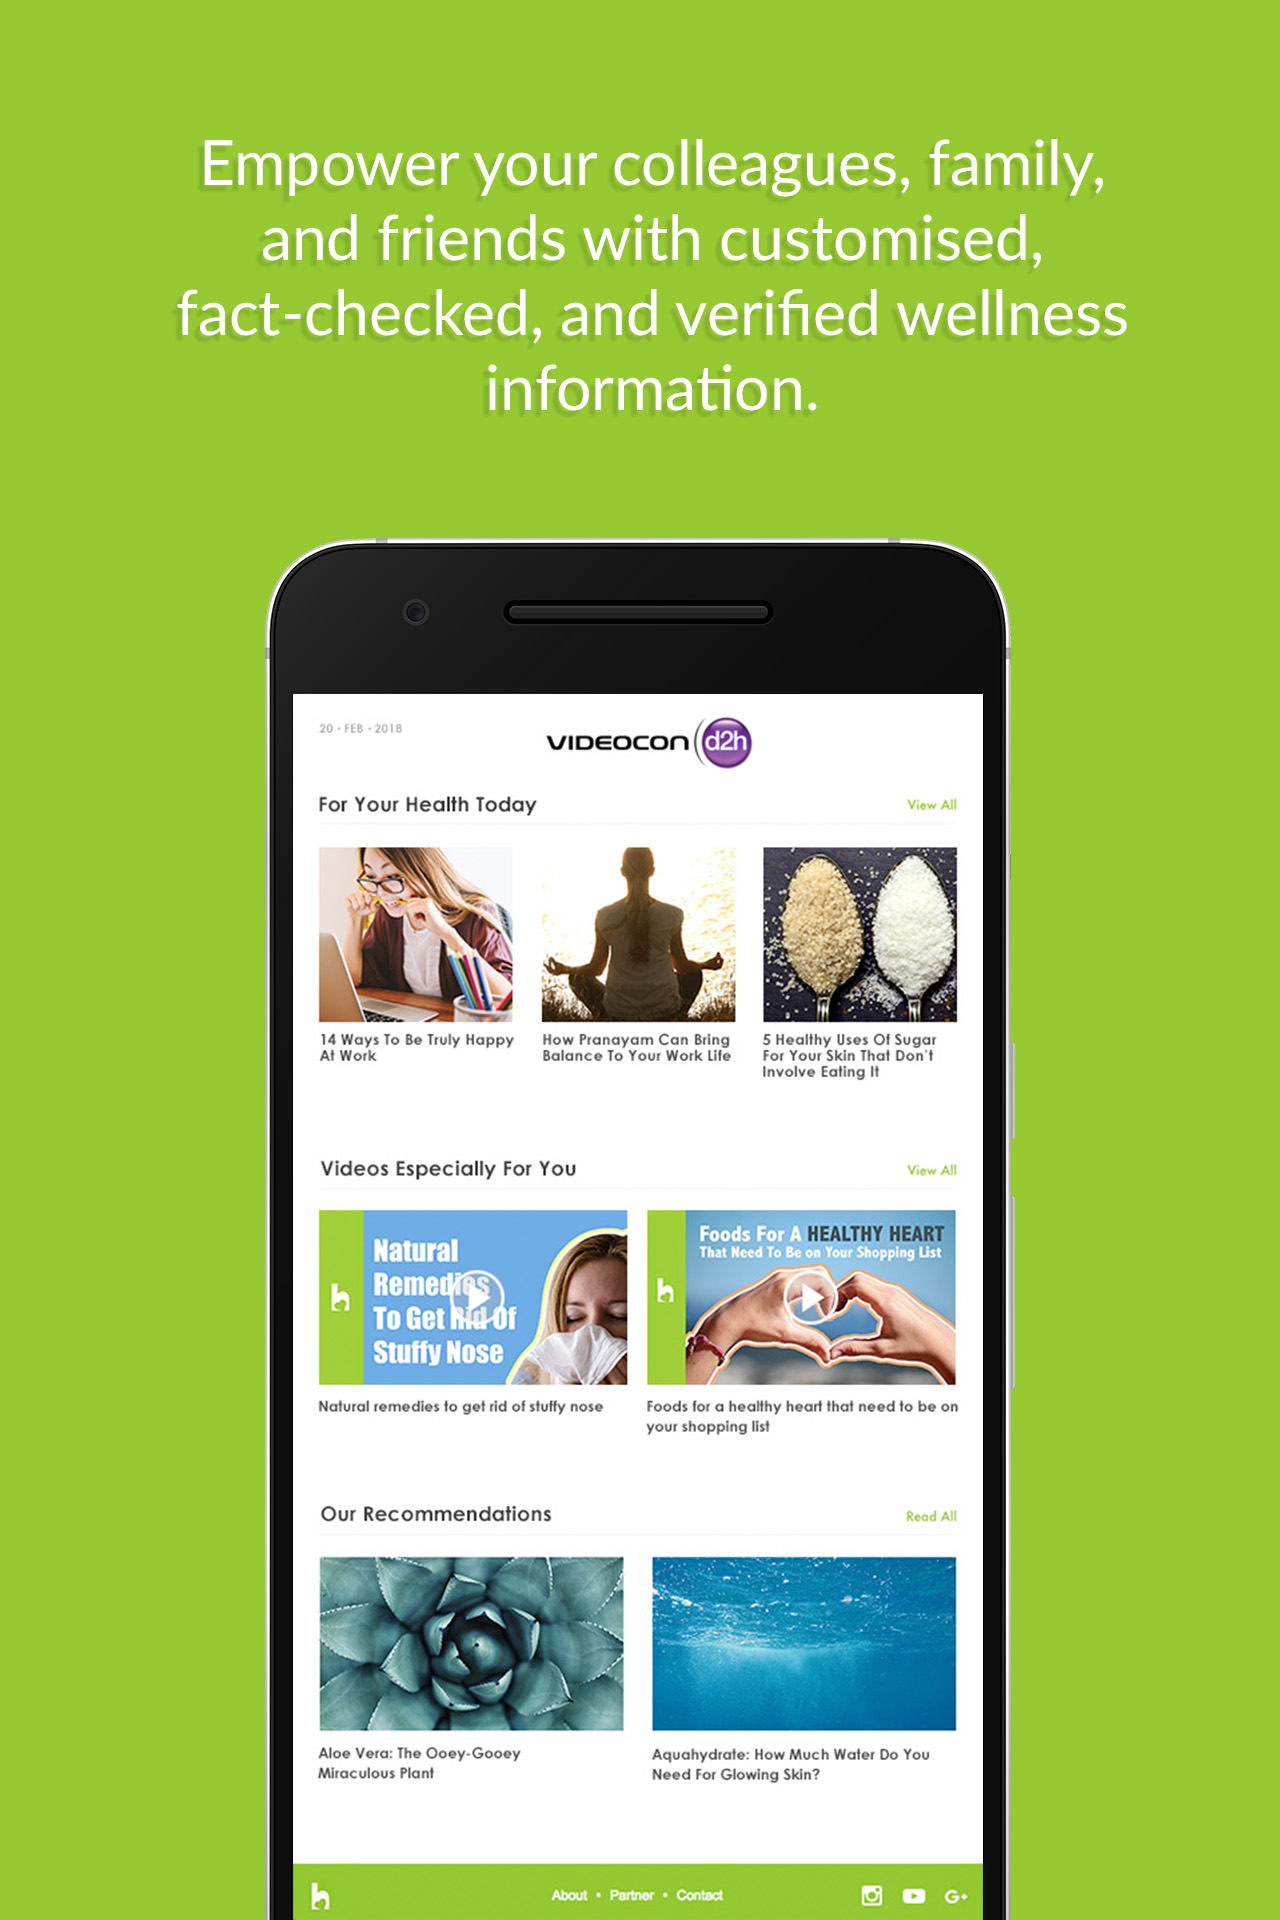 Empower your colleagues, family,
and friends with customised,
fact-checked, and verified wellness
information.
20 • FEB • 2018
VIDEOCON d2h
For Your Health Today
View All
14 Ways To Be Truly Happy
At Work
How Pranayam Can Bring
Balance To Your Work Life
5 Healthy Uses Of Sugar
For Your Skin That Don't
Involve Eating It
Videos Especially For You
View All
Natural
Remedies
To Get Rid Of
Stuffy Nose
h
Natural remedies to get rid of stuffy nose
Foods For A HEALTHY HEART
That Need To Be on Your Shopping List
h
Foods for a healthy heart that need to be on
your shopping list
Our Recommendations
Read All
Aloe Vera: The Ooey-Gooey
Miraculous Plant
Aquahydrate: How Much Water Do You
Need For Glowing Skin?
h
About • Partner • Contact
G+